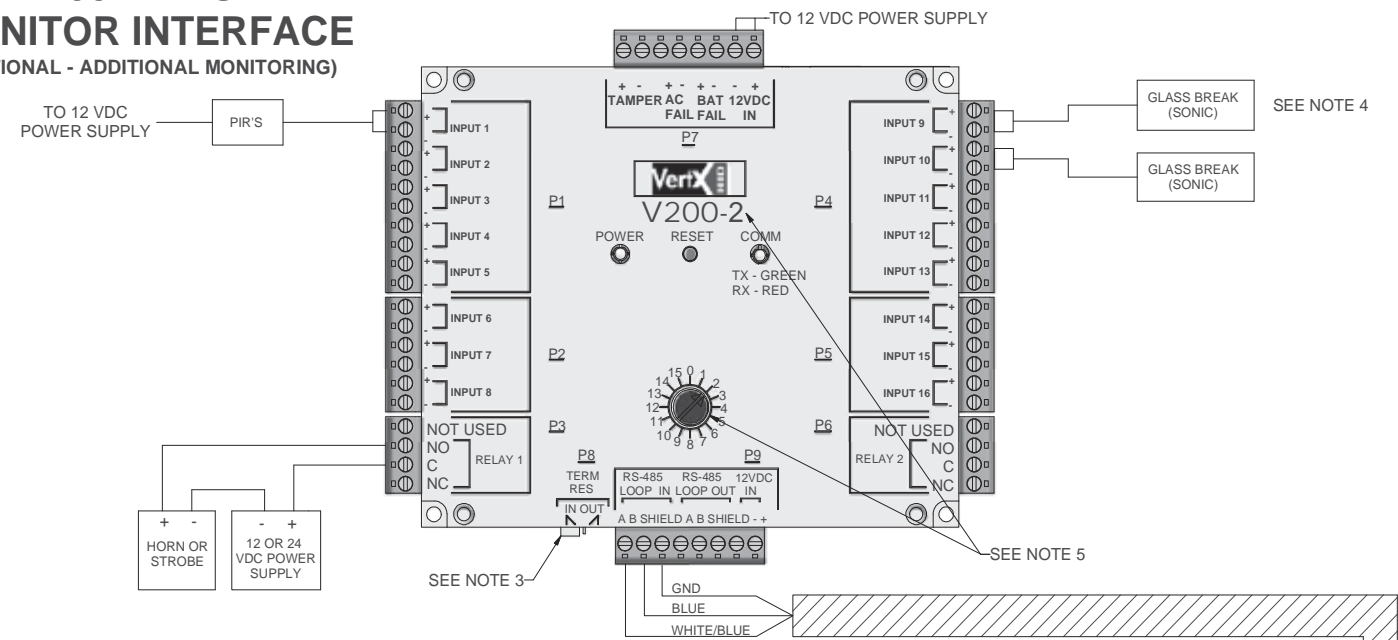 NITOR INTERFACE
TIONAL - ADDITIONAL MONITORING)
TO 12 VDC POWER SUPPLY
TO 12 VDC
POWER SUPPLY
PIR'S
+ - + - + - - +
TAMPER AC BAT 12VDC
FAIL FAIL IN
P7
GLASS BREAK
(SONIC)
SEE NOTE 4
GLASS BREAK
(SONIC)
+
INPUT 1
-
+
INPUT 2
-
+
INPUT 3
-
+
INPUT 4
-
+
INPUT 5
-
P1
VertX
V200-2
POWER RESET COMM
TX - GREEN
RX - RED
P4
+
INPUT 9
-
+
INPUT 10
-
+
INPUT 11
-
+
INPUT 12
-
+
INPUT 13
-
+
INPUT 6
-
+
INPUT 7
-
+
INPUT 8
-
P2
P5
+
INPUT 14
-
+
INPUT 15
-
+
INPUT 16
-
0
1
2
3
4
5
6
7
8
9
10
11
12
13
14
15
NOT USED
NO
C
NC
RELAY 1
P3
P6
NOT USED
NO
C
NC
RELAY 2
P8
TERM
RES
IN OUT
P9
RS-485 RS-485 12VDC
LOOP IN LOOP OUT IN
A B SHIELD A B SHIELD - +
+ -
HORN OR
STROBE
- +
12 OR 24
VDC POWER
SUPPLY
SEE NOTE 3
SEE NOTE 5
GND
BLUE
WHITE/BLUE